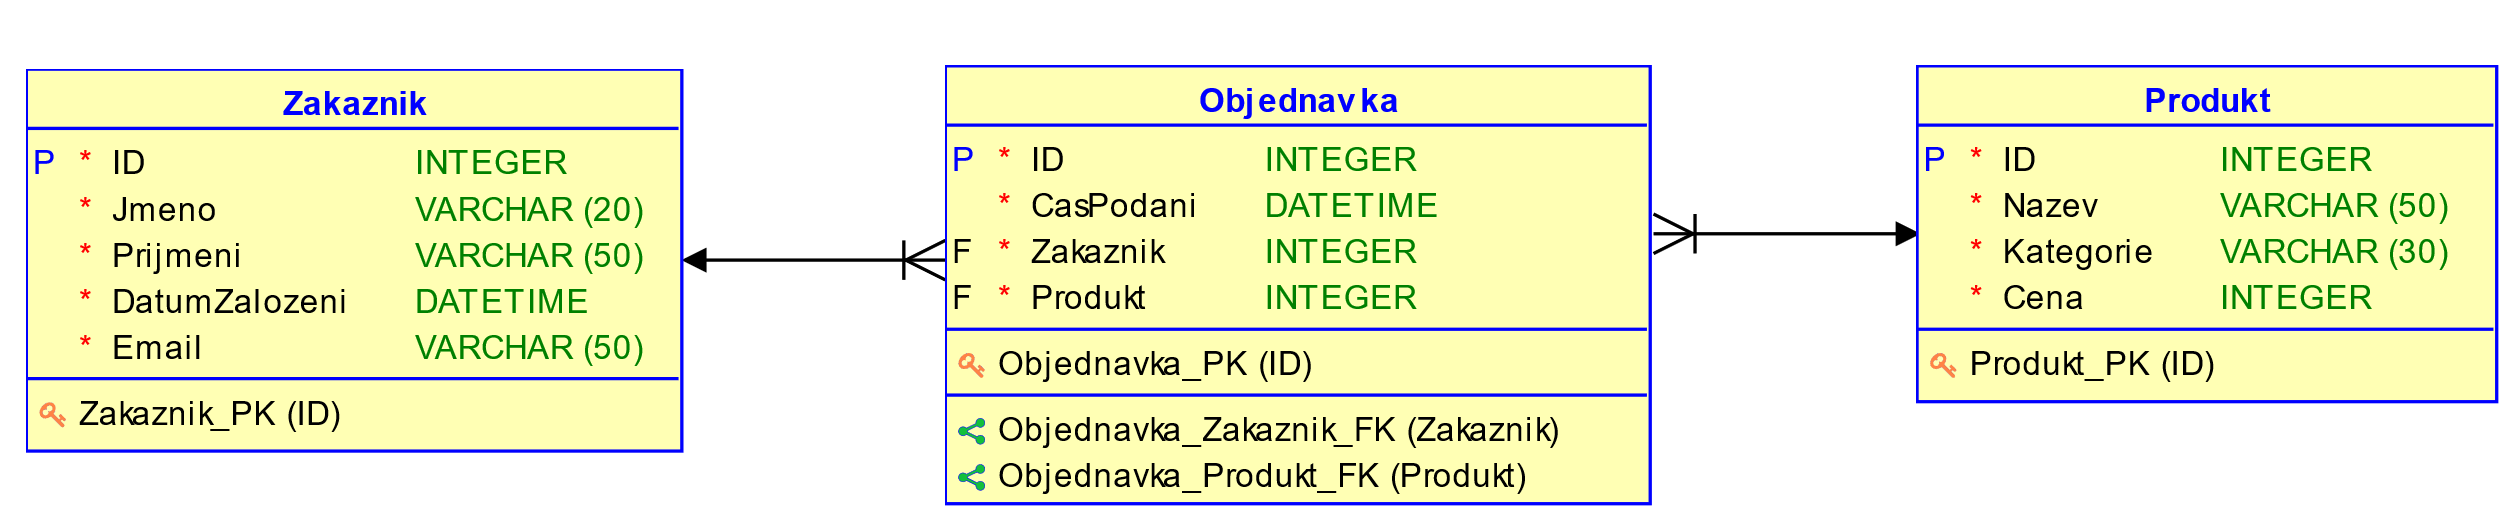 Zakaznik
P * ID INTEGER
* Jmeno VARCHAR (20)
* Prijmeni VARCHAR (50)
* DatumZalozeni DATETIME
* Email VARCHAR (50)
Zakaznik_PK (ID)
Objednavka
P * ID INTEGER
* CasPodani DATETIME
F * Zakaznik INTEGER
F * Produkt INTEGER
Objednavka_PK (ID)
Objednavka_Zakaznik_FK (Zakaznik)
Objednavka_Produkt_FK (Produkt)
Produkt
P * ID INTEGER
* Nazev VARCHAR (50)
* Kategorie VARCHAR (30)
* Cena INTEGER
Produkt_PK (ID)